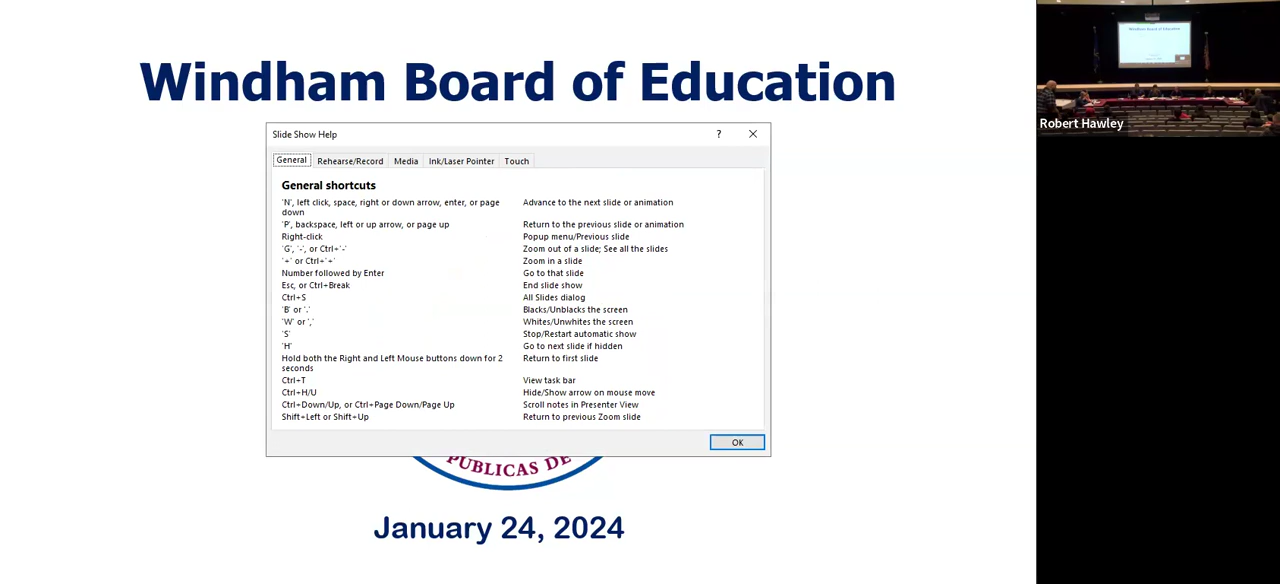 Windham Board of Education
Robert Hawley
Slide Show Help
?
General Rehearse/Record Media Ink/Laser Pointer Touch
General shortcuts
'N', left click, space, right or down arrow, enter, or page Advance to the next slide or animation
down
'P', backspace, left or up arrow, or page up Return to the previous slide or animation
Right-click Popup menu/Previous slide
'G', '-', or Ctrl+'-' Zoom out of a slide; See all the slides
'+' or Ctrl+'+' Zoom in a slide
Number followed by Enter Go to that slide
Esc, or Ctrl+Break End slide show
Ctrl+S All Slides dialog
'B' or '.' Blacks/Unblacks the screen
'W' or ',' Whites/Unwhites the screen
'S' Stop/Restart automatic show
'H' Go to next slide if hidden
Hold both the Right and Left Mouse buttons down for 2 Return to first slide
seconds
Ctrl+T View task bar
Ctrl+H/U Hide/Show arrow on mouse move
Ctrl+Down/Up, or Ctrl+Page Down/Page Up Scroll notes in Presenter View
Shift+Left or Shift+Up Return to previous Zoom slide
OK
PUBLICAS DE
January 24, 2024
Windham Board of Education